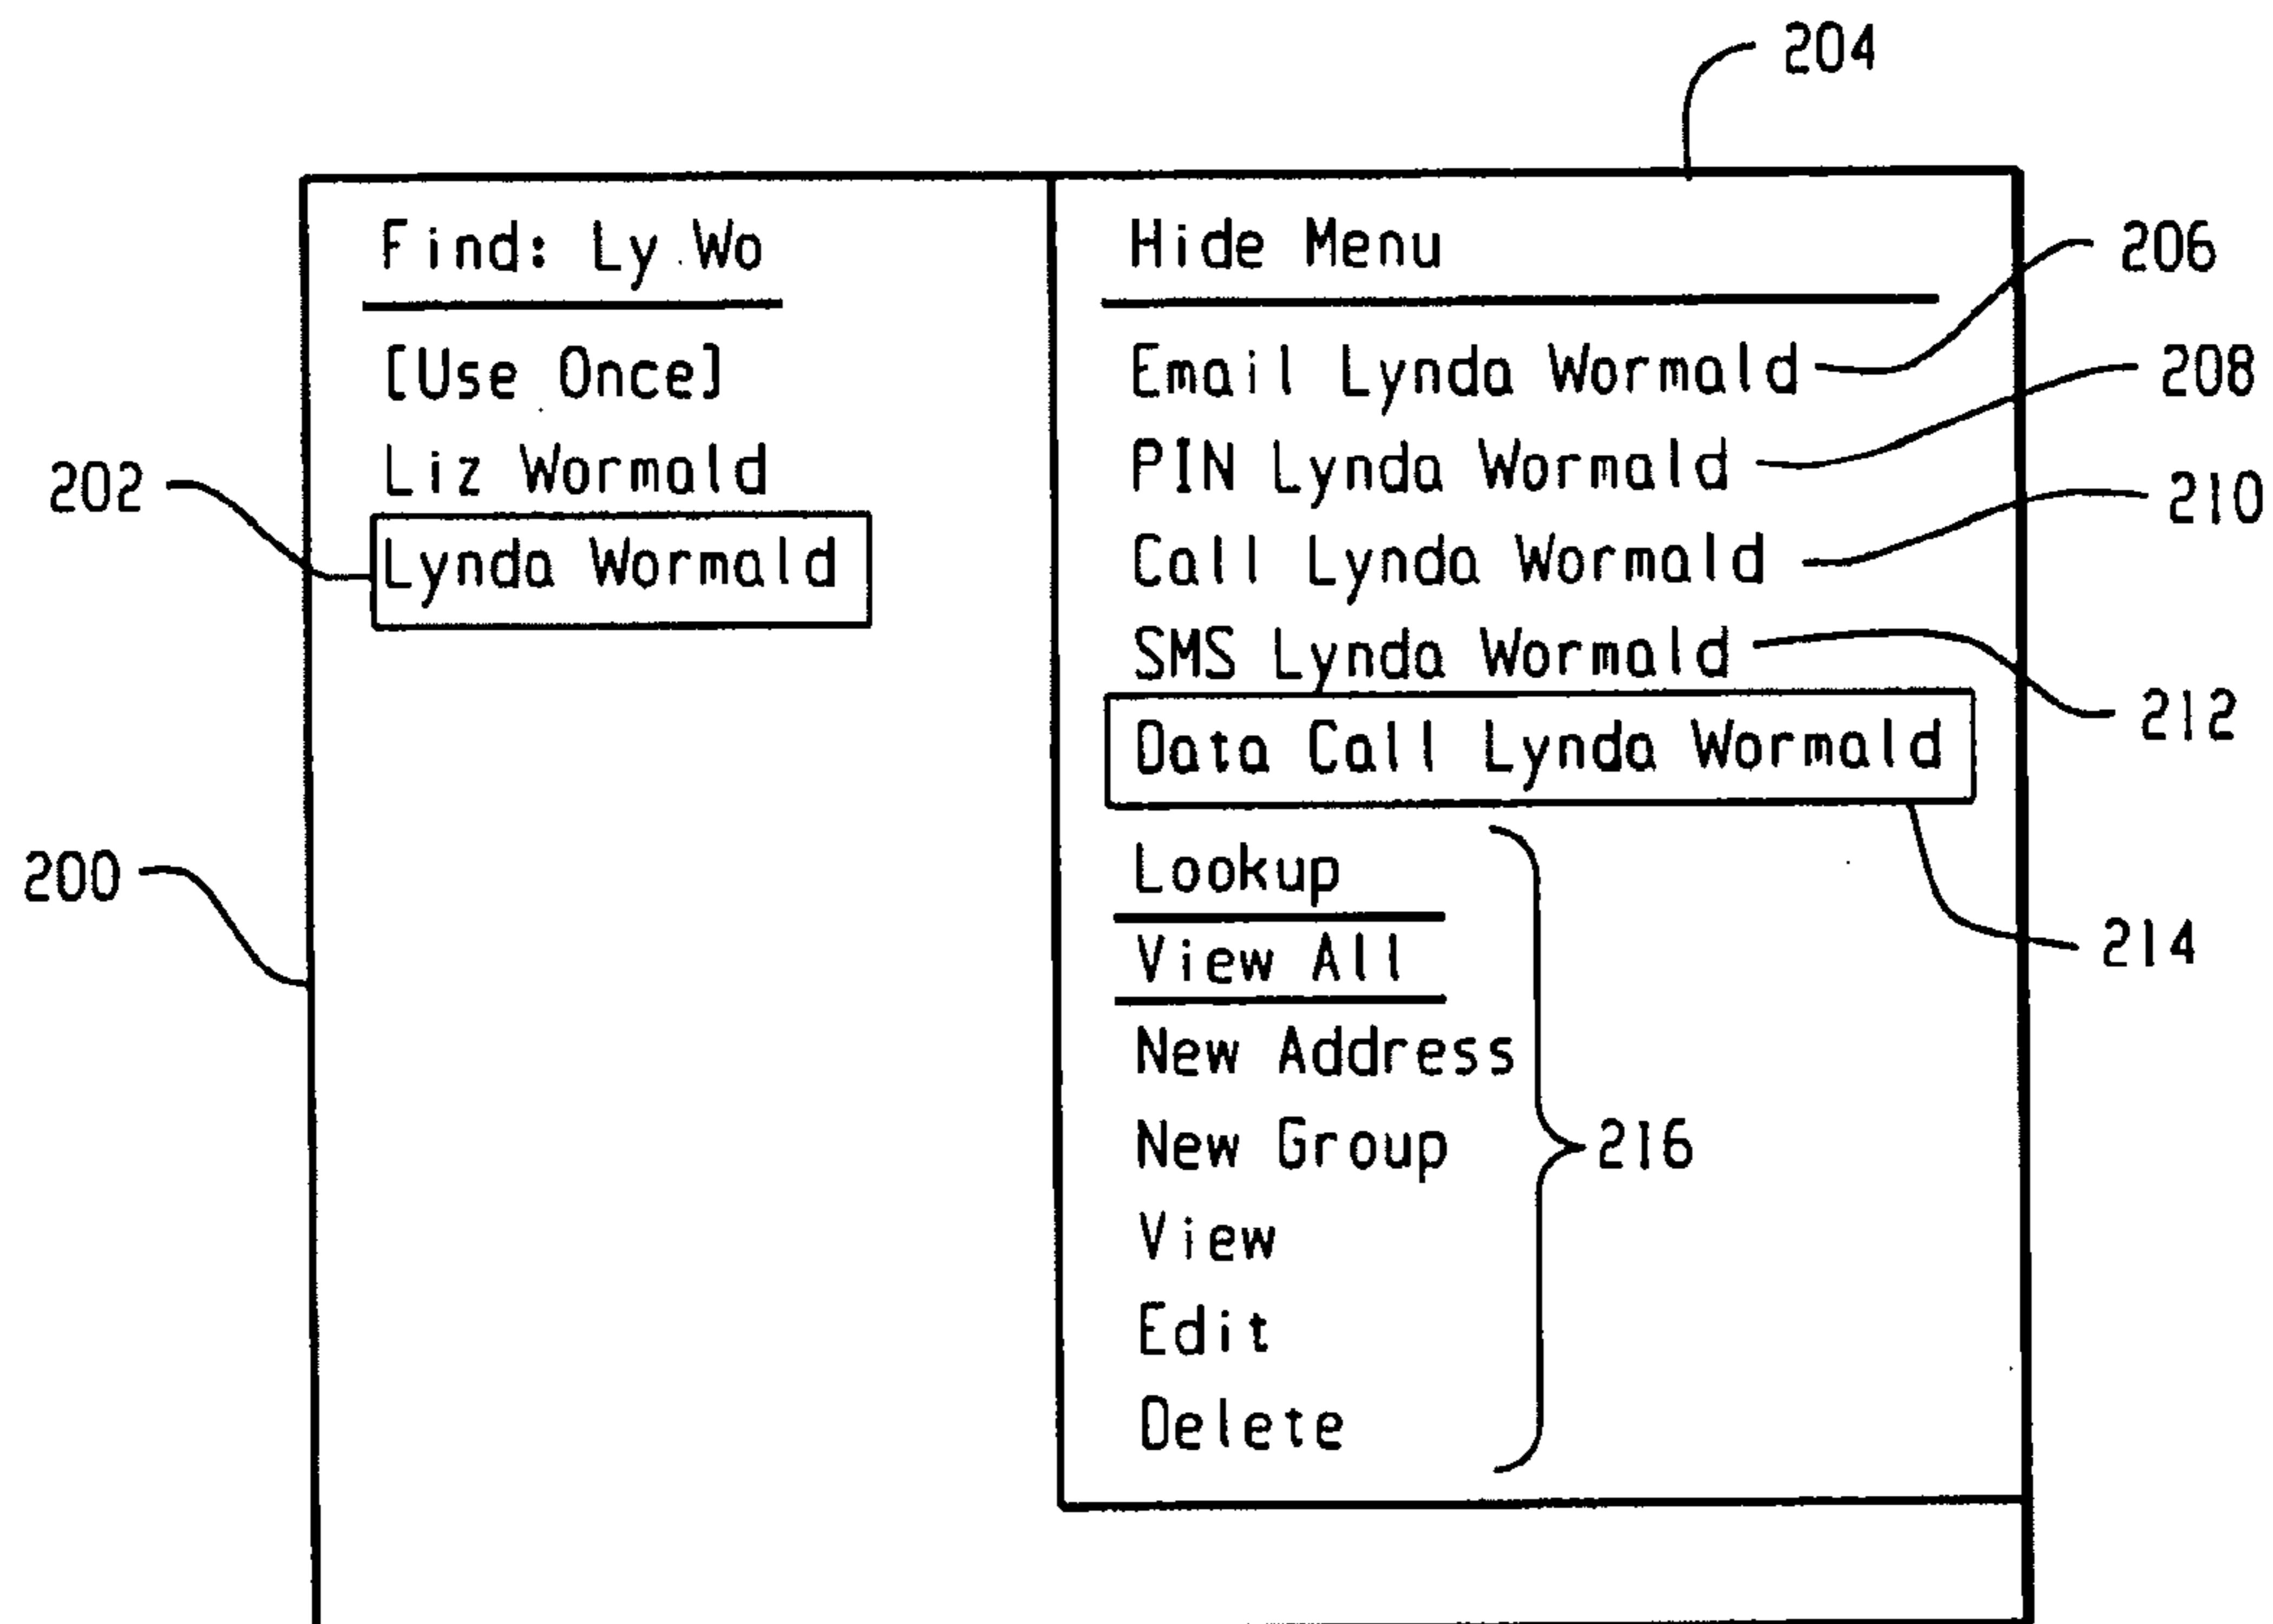 204
Find: Ly Wo
[Use Once]
Liz Wormald
202
Lynda Wormald
200
Hide Menu
206
Email Lynda Wormald
208
PIN Lynda Wormald
210
Call Lynda Wormald
SMS Lynda Wormald
212
Data Call Lynda Wormald
214
Lookup
View All
New Address
New Group
216
View
Edit
Delete